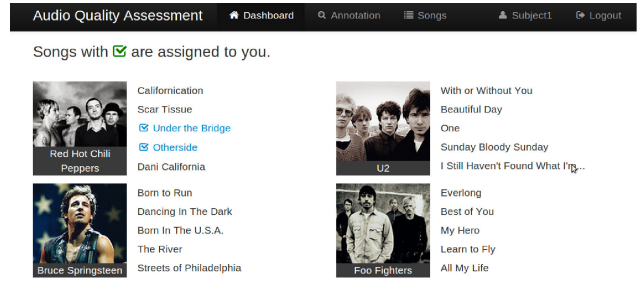 Audio Quality Assessment Dashboard Annotation Songs Subject1 Logout
Songs with are assigned to you.
Californication
Scar Tissue
Under the Bridge
Otherside
Dani California
Red Hot Chili
Peppers
With or Without You
Beautiful Day
One
Sunday Bloody Sunday
I Still Haven't Found What I'm...
U2
Born to Run
Dancing In The Dark
Born In The U.S.A.
The River
Streets of Philadelphia
Bruce Springsteen
Everlong
Best of You
My Hero
Learn to Fly
All My Life
Foo Fighters